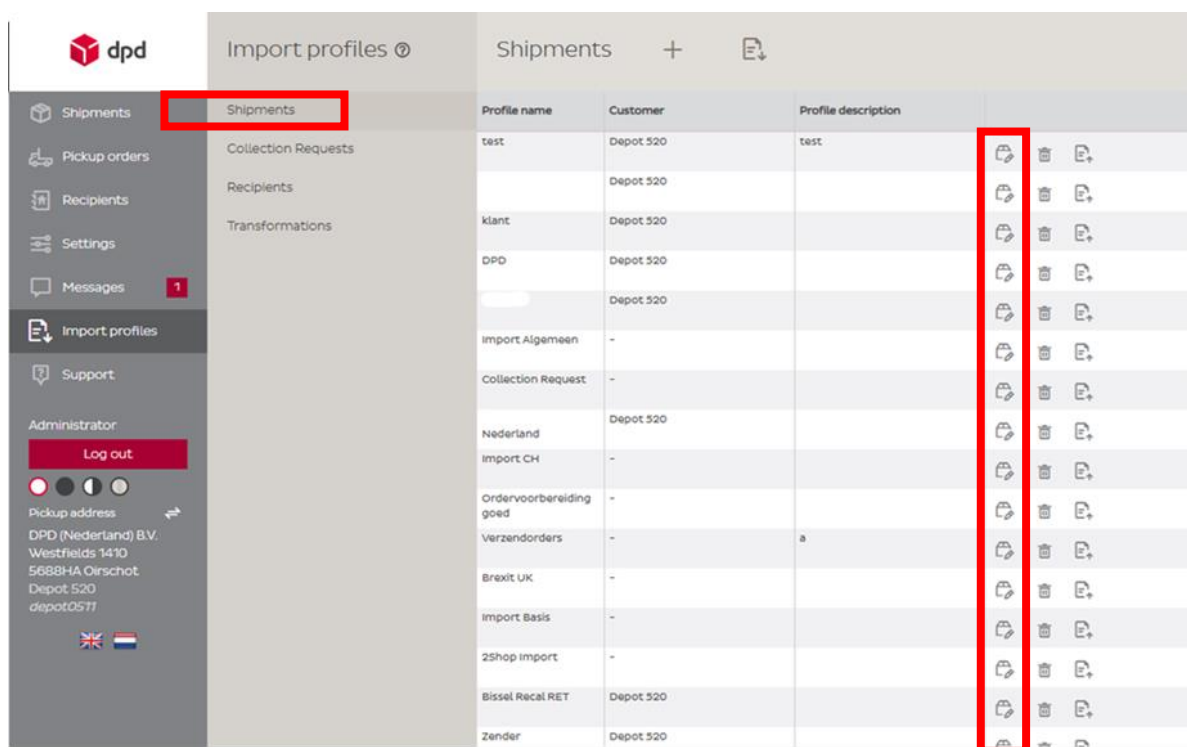 dpd
Import profiles
Shipments
Shipments
Pickup orders
Recipients
Settings
Messages 1
Import profiles
Support
Administrator
Log out
Pickup address
DPD (Nederland) B.V.
Westfields 1410
5688HA Oirschot
Depot 520
depot0511
Shipments
Collection Requests
Recipients
Transformations
Profile name Customer Profile description
test Depot 520 test
Depot 520
klant Depot 520
DPD Depot 520
Depot 520
Import Algemeen -
Collection Request -
Nederland Depot 520
Import CH -
Ordervoorbereiding -
goed
Verzendorders - a
Brexit UK -
Import Basis -
2Shop Import -
Bissel Recal RET Depot 520
Zender Depot 520